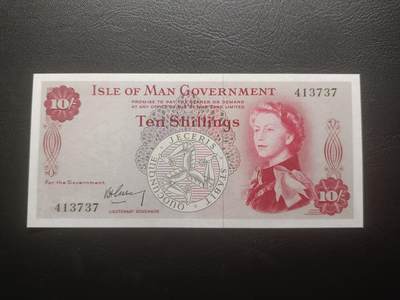 ISLE OF MAN GOVERNMENT
PROMISE TO PAY THE BEARER ON DEMAND
AT ANY OFFICE OF ISLE OF MAN BANK LIMITED
413737
10/-
Ten Shillings
QUOCUNQUE JECERIS STABIT
For the Government
413737
LIEUTENANT GOVERNOR
10/-